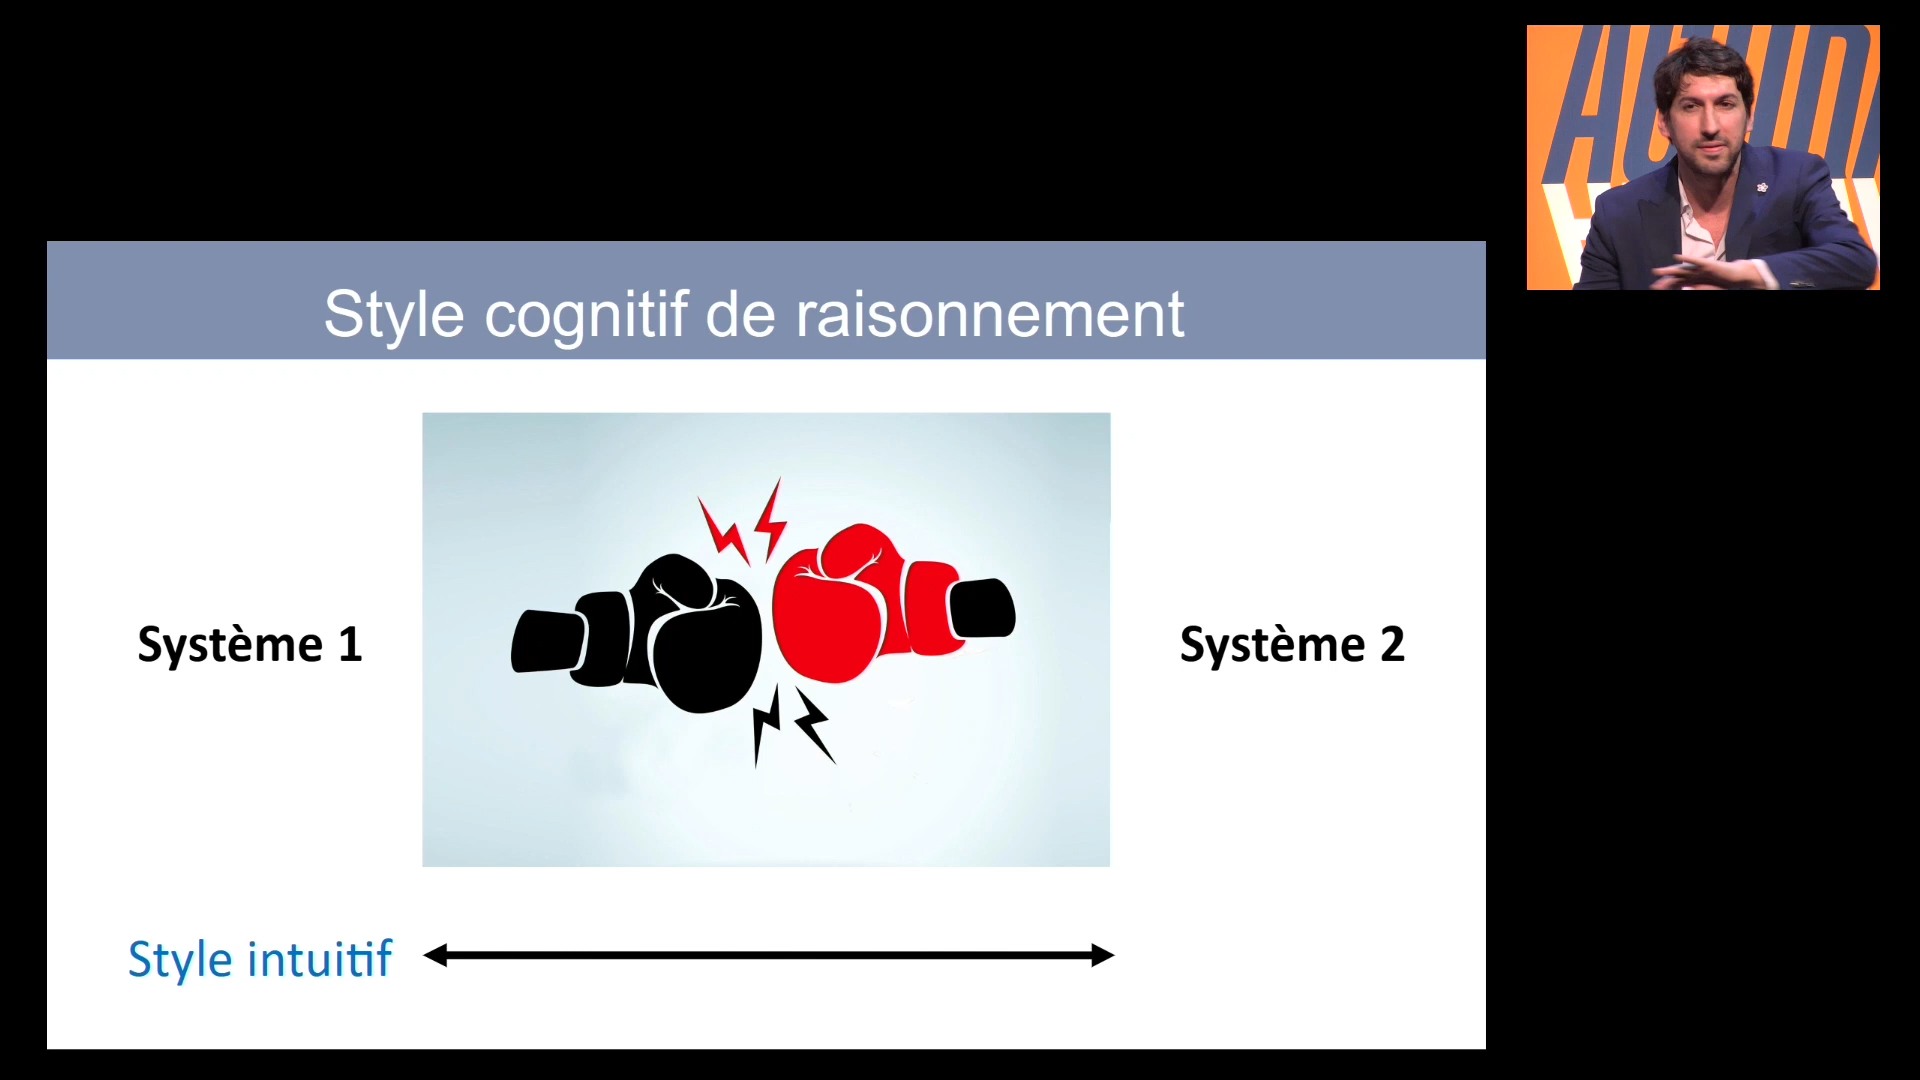 Style cognitif de raisonnement
Système 1
Système 2
Style intuitif